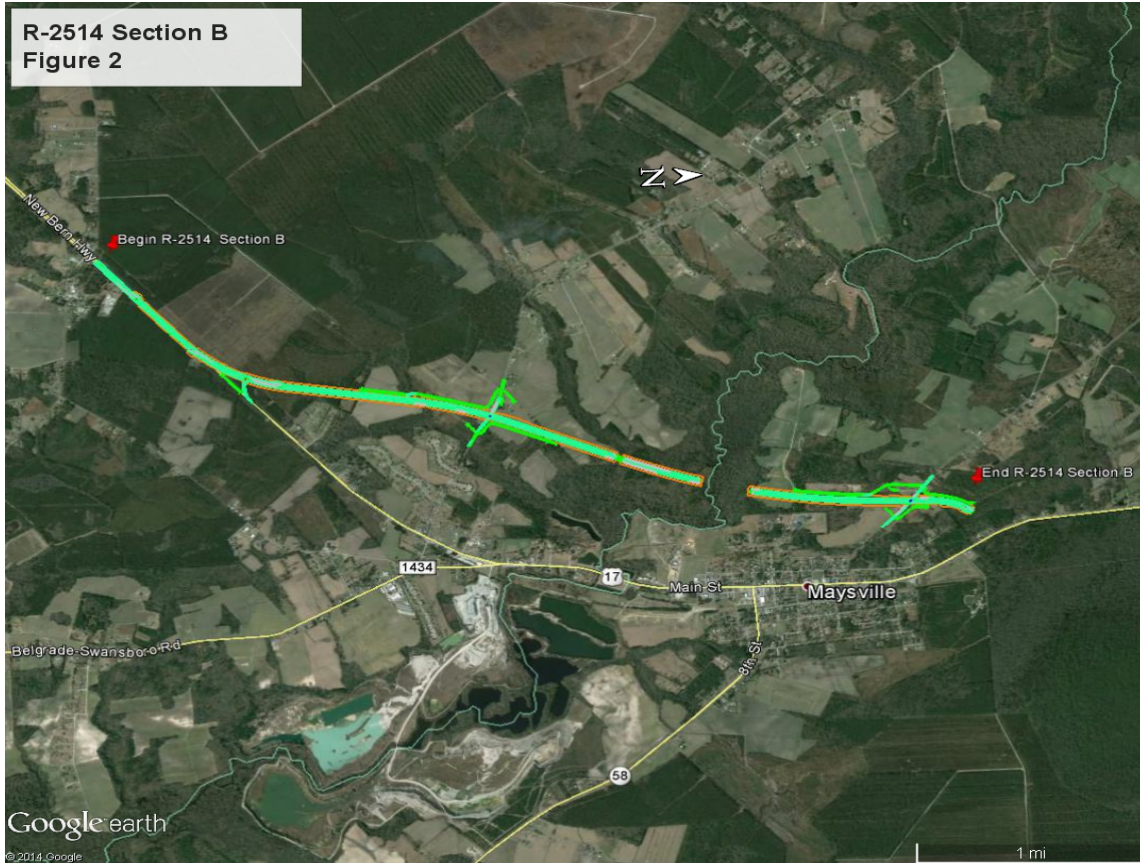 R-2514 Section B
Figure 2
N
New Bern Hwy
Begin R-2514 Section B
End R-2514 Section B
1434
17
Main St
Maysville
Belgrade-Swansboro Rd
8th St
58
Google earth
© 2014 Google
1 mi